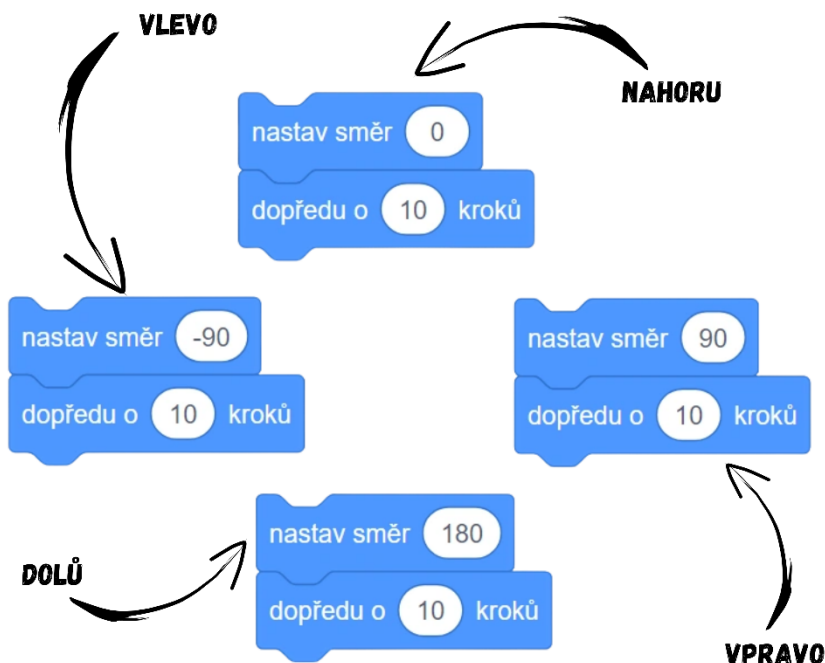 VLEVO
NAHORU
nastav směr 0
dopředu o 10 kroků
nastav směr -90
dopředu o 10 kroků
nastav směr 90
dopředu o 10 kroků
nastav směr 180
dopředu o 10 kroků
DOLŮ
VPRAVO